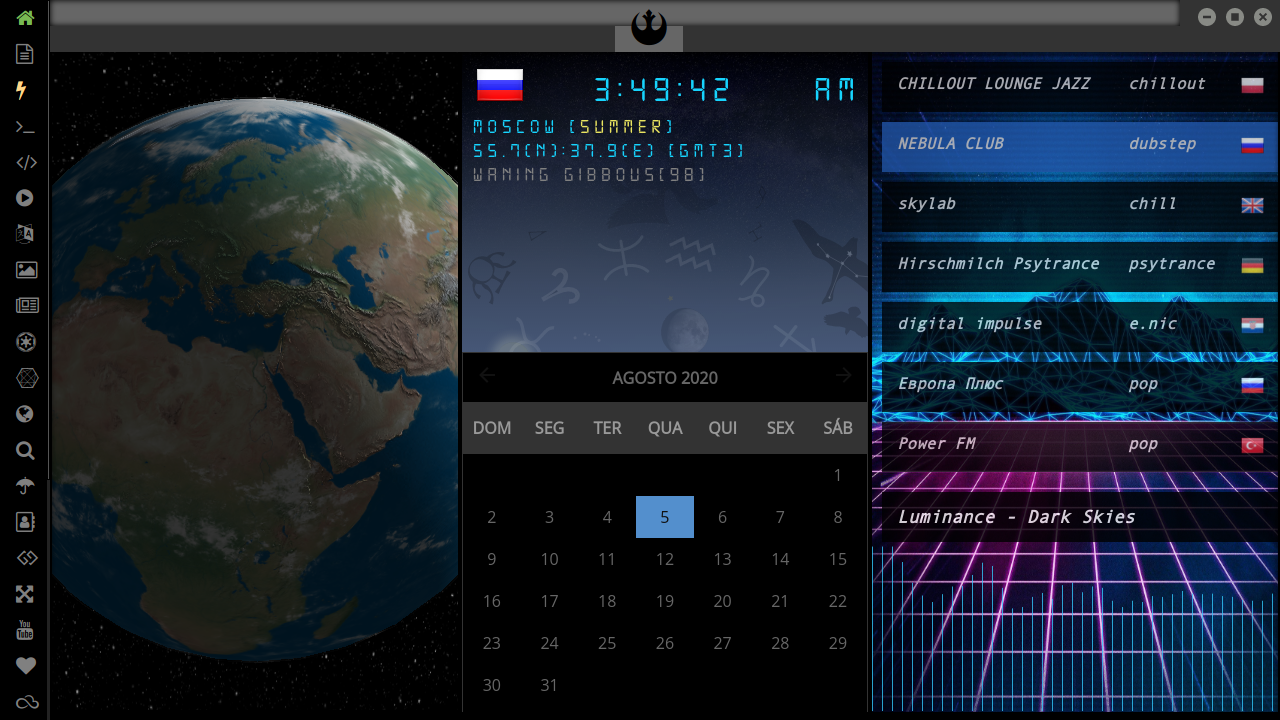 3:49:42 AM
MOSCOW (SUMMER)
55.7(N):37.9(E) (GMT3)
WANING GIBBOUS(98)
AGOSTO 2020
DOM SEG TER QUA QUI SEX SÁB
1
2 3 4 5 6 7 8
9 10 11 12 13 14 15
16 17 18 19 20 21 22
23 24 25 26 27 28 29
30 31
CHILLOUT LOUNGE JAZZ chillout
NEBULA CLUB dubstep
skylab chill
Hirschmilch Psytrance psytrance
digital impulse e.nic
Европа Плюс pop
Power FM pop
Luminance - Dark Skies
You
Tube